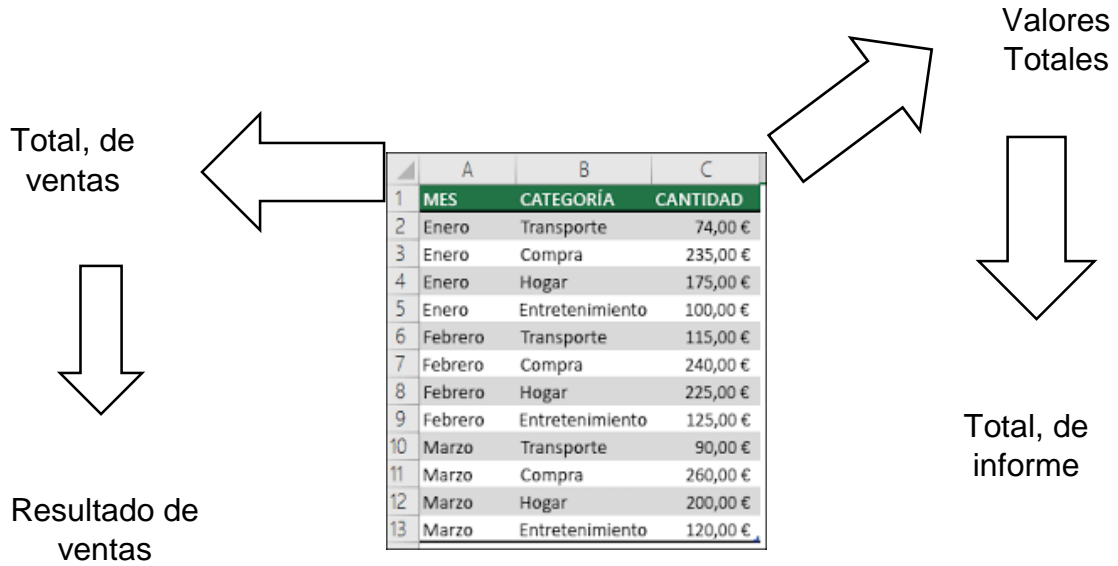 Valores
Totales
Total, de
ventas
A B C
1 MES CATEGORÍA CANTIDAD
2 Enero Transporte 74,00 €
3 Enero Compra 235,00 €
4 Enero Hogar 175,00 €
5 Enero Entretenimiento 100,00 €
6 Febrero Transporte 115,00 €
7 Febrero Compra 240,00 €
8 Febrero Hogar 225,00 €
9 Febrero Entretenimiento 125,00 €
10 Marzo Transporte 90,00 €
11 Marzo Compra 260,00 €
12 Marzo Hogar 200,00 €
13 Marzo Entretenimiento 120,00 €
Total, de
informe
Resultado de
ventas